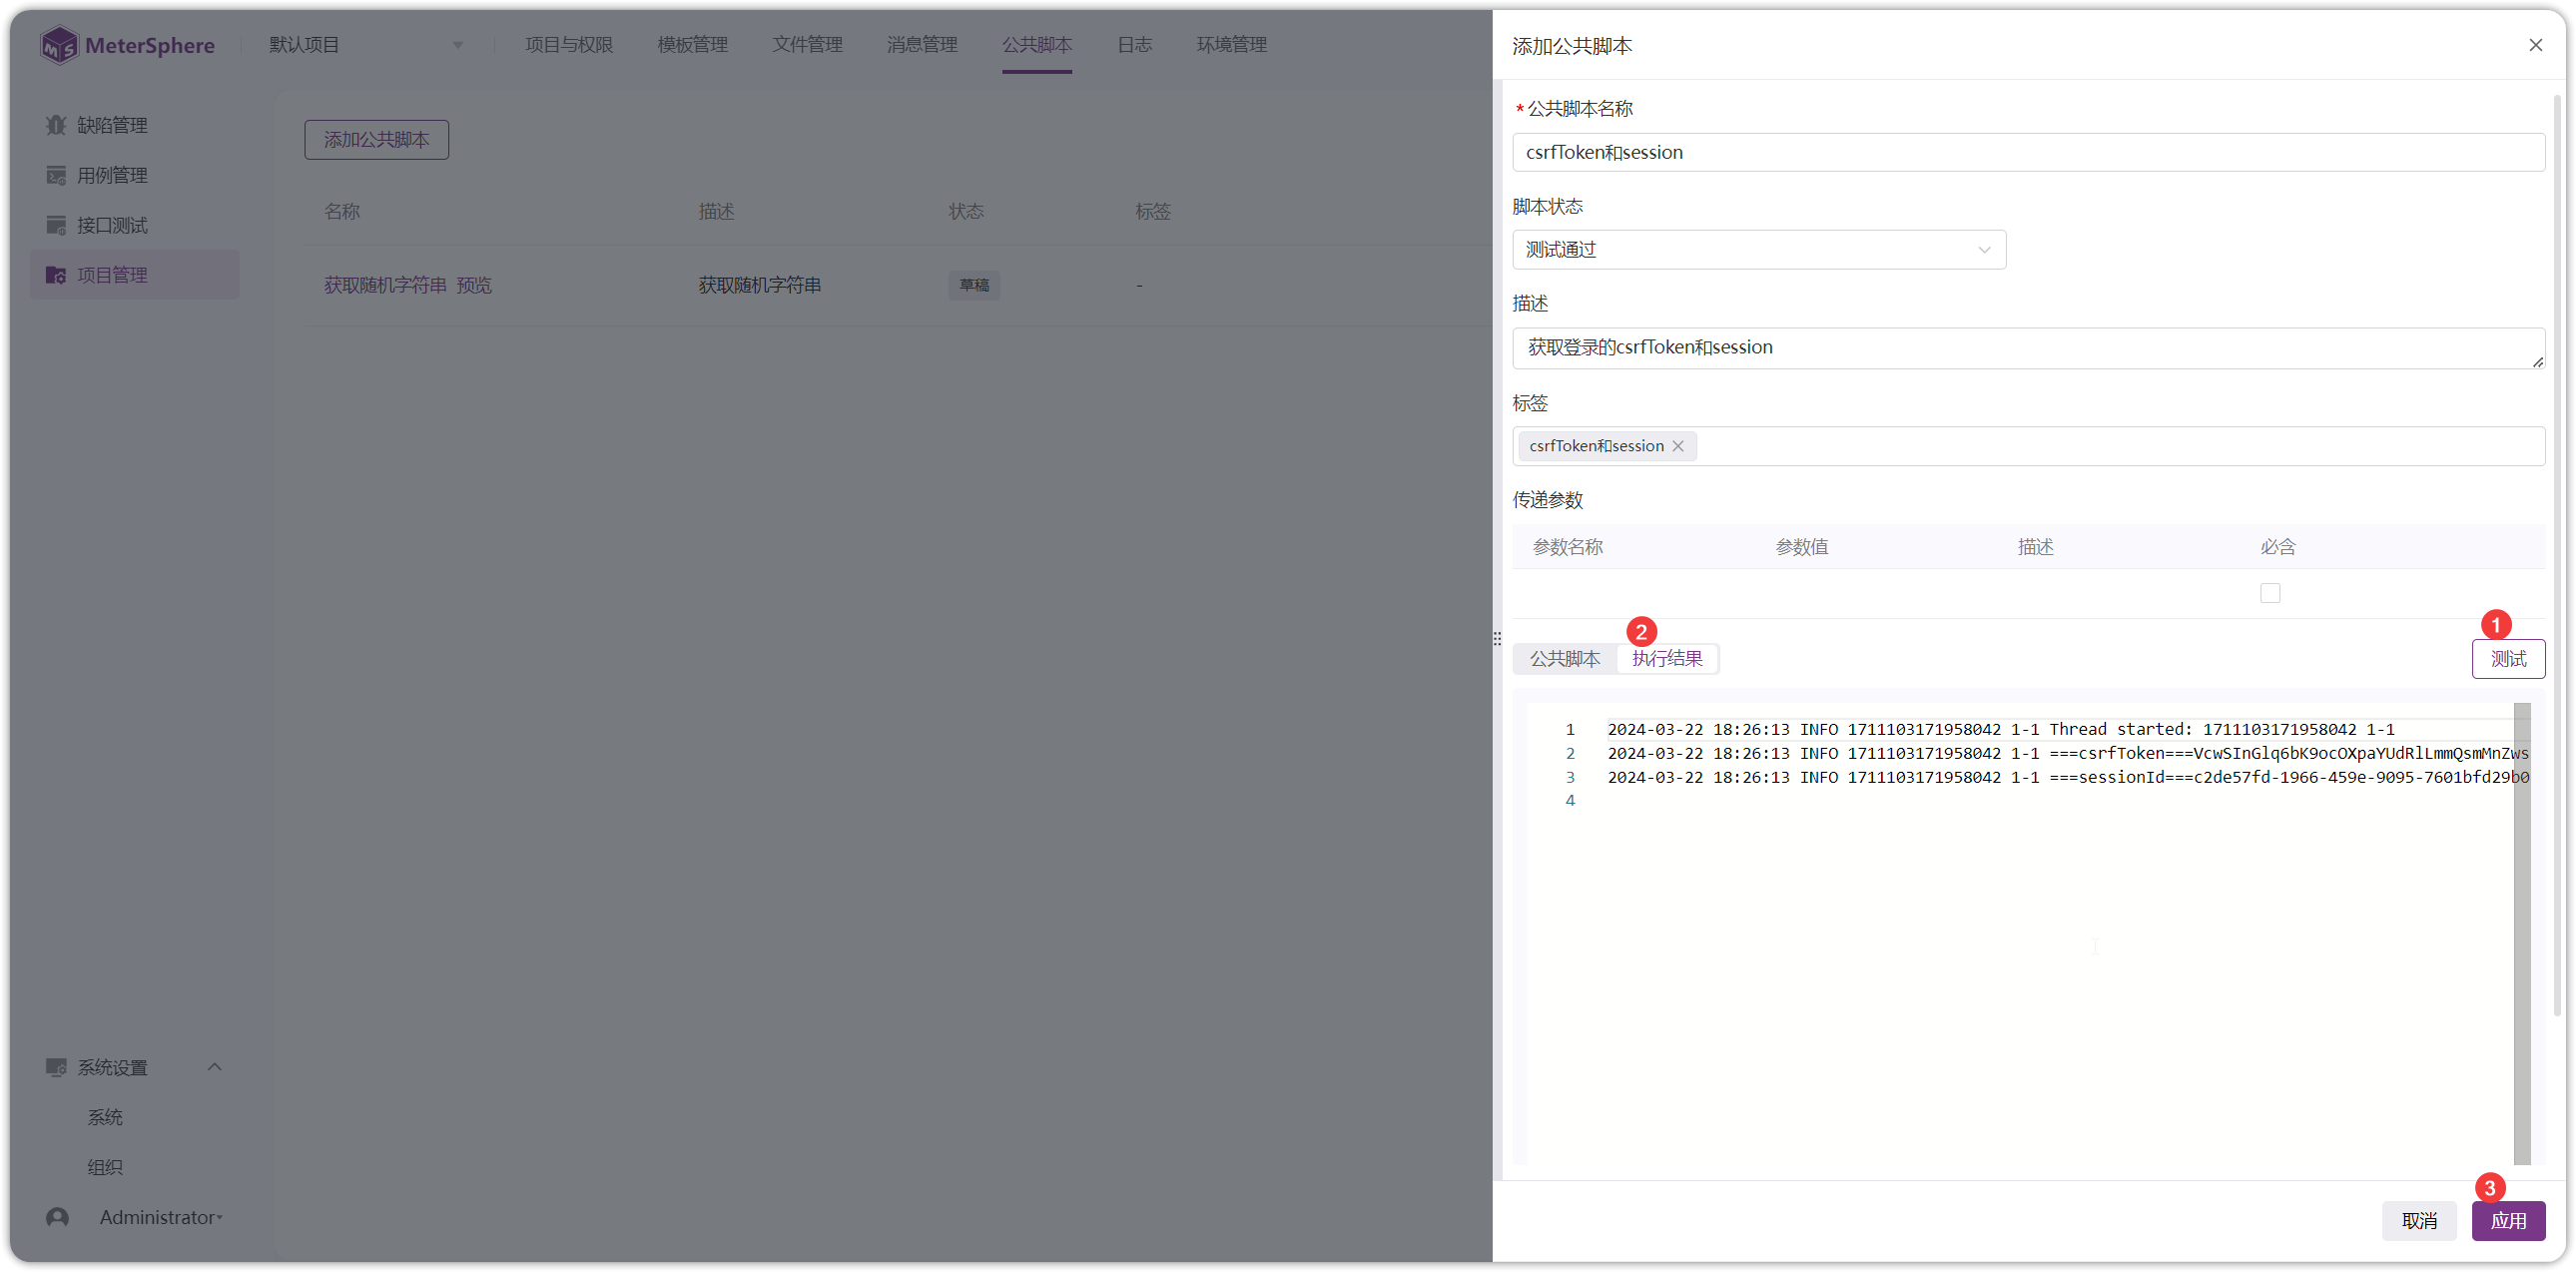 MeterSphere
默认项目
项目与权限 模板管理 文件管理 消息管理 公共脚本 日志 环境管理
缺陷管理
用例管理
接口测试
项目管理
系统设置
系统
组织
Administrator
添加公共脚本
名称 描述 状态 标签
获取随机字符串 预览 获取随机字符串 草稿 -
添加公共脚本
* 公共脚本名称
csrfToken和session
脚本状态
测试通过
描述
获取登录的csrfToken和session
标签
csrfToken和session
传递参数
参数名称 参数值 描述 必含
2
1
公共脚本 执行结果 测试
1 2024-03-22 18:26:13 INFO 1711103171958042 1-1 Thread started: 1711103171958042 1-1
2 2024-03-22 18:26:13 INFO 1711103171958042 1-1 ===csrfToken===VcwSInGlq6bK9ocOXpaYUdRlLmmQsmMnZws
3 2024-03-22 18:26:13 INFO 1711103171958042 1-1 ===sessionId===c2de57fd-1966-459e-9095-7601bfd29b0
4
3
取消 应用